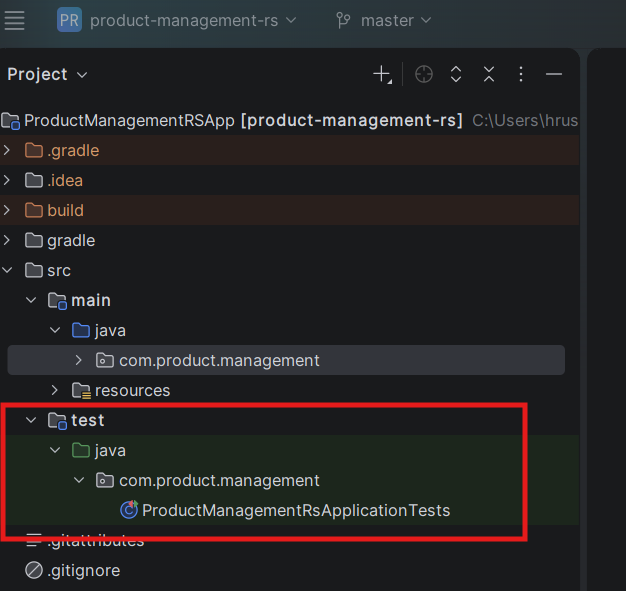 PR product-management-rs master
Project
ProductManagementRSApp [product-management-rs] C:\Users\hrus
.gradle
.idea
build
gradle
src
main
java
com.product.management
resources
test
java
com.product.management
C ProductManagementRsApplicationTests
.gitattributes
.gitignore